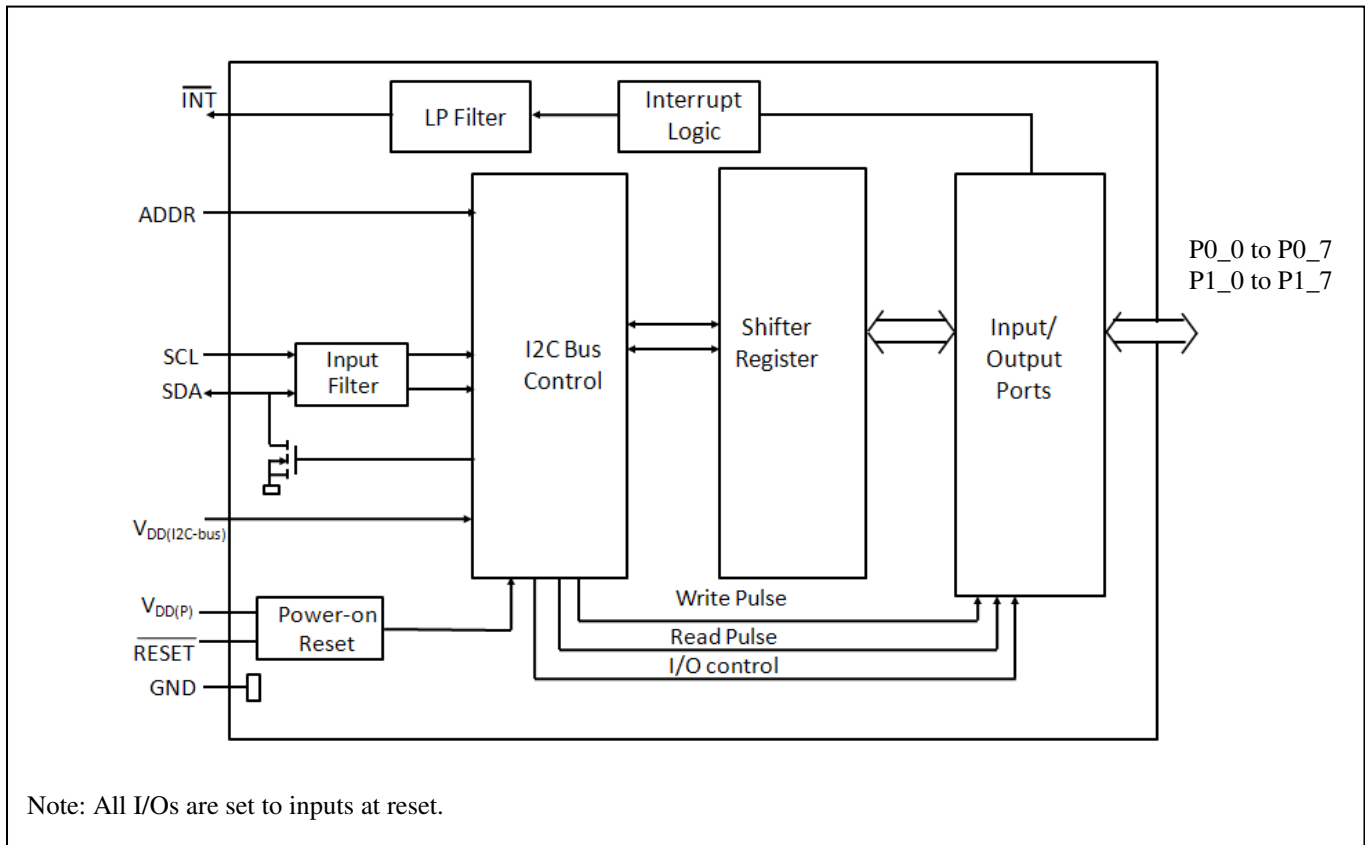 INT
LP Filter
Interrupt
Logic
ADDR
P0_0 to P0_7
P1_0 to P1_7
SCL
SDA
Input
Filter
I2C Bus
Control
Shifter
Register
Input/
Output
Ports
VDD(I2C-bus)
VDD(P)
RESET
Power-on
Reset
GND
Write Pulse
Read Pulse
I/O control
Note: All I/Os are set to inputs at reset.